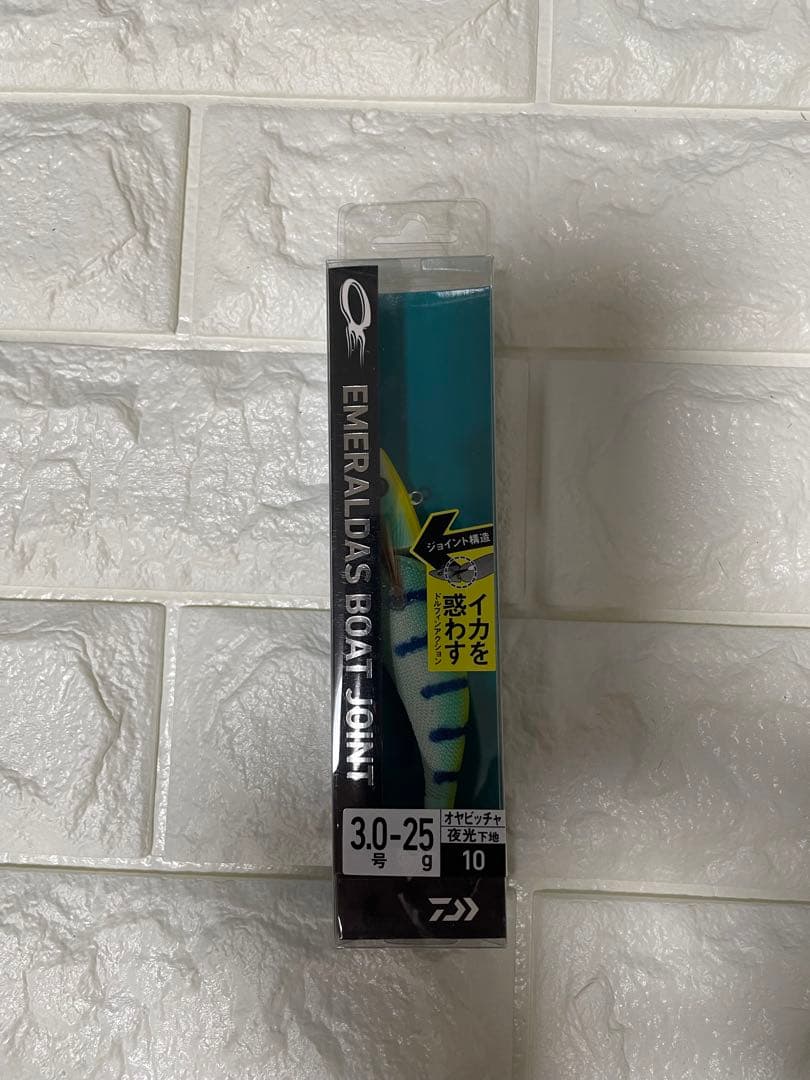 EMERALDAS BOAT JOINT
ジョイント構造
イカを
惑わす
ドルフィンアクション
3.0-25
号 g
オヤビッチャ
夜光下地
10